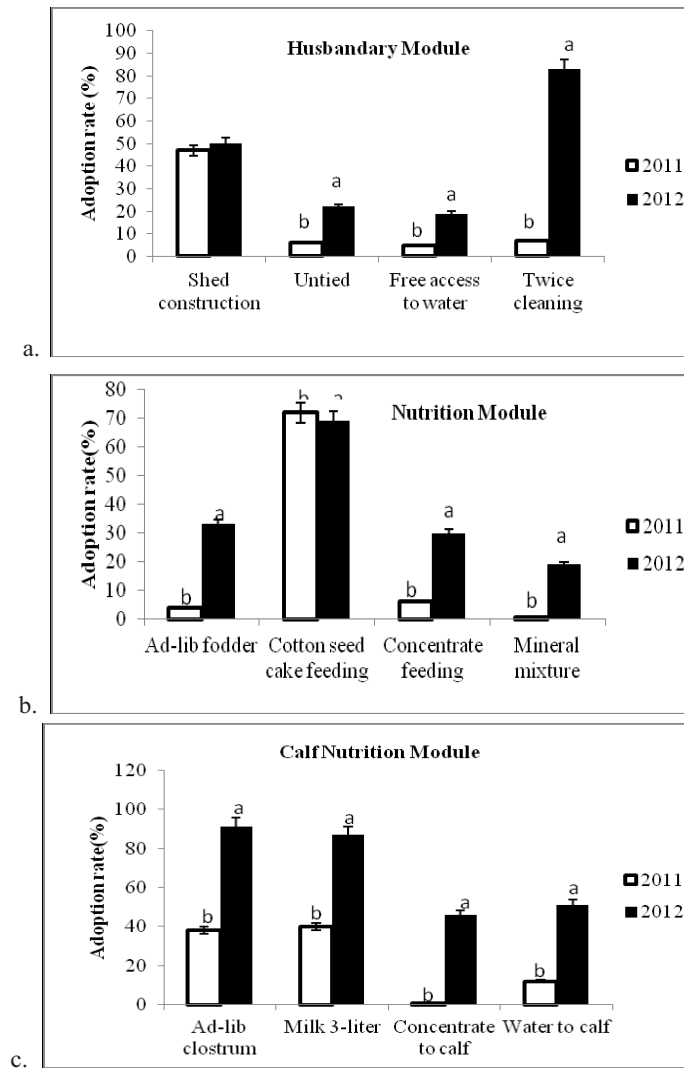 Husbandary Module
Adoption rate (%)
100
90
80
70
60
50
40
30
20
10
0
b
a
b
a
b
a
2011
2012
Shed construction
Untied
Free access to water
Twice cleaning
a.
Nutrition Module
Adoption rate(%)
80
70
60
50
40
30
20
10
0
b
a
b
a
b
a
2011
2012
Ad-lib fodder
Cotton seed cake feeding
Concentrate feeding
Mineral mixture
b.
Calf Nutrition Module
Adoption rate(%)
120
100
80
60
40
20
0
b
a
b
a
b
a
b
a
2011
2012
Ad-lib clostrum
Milk 3-liter
Concentrate to calf
Water to calf
c.